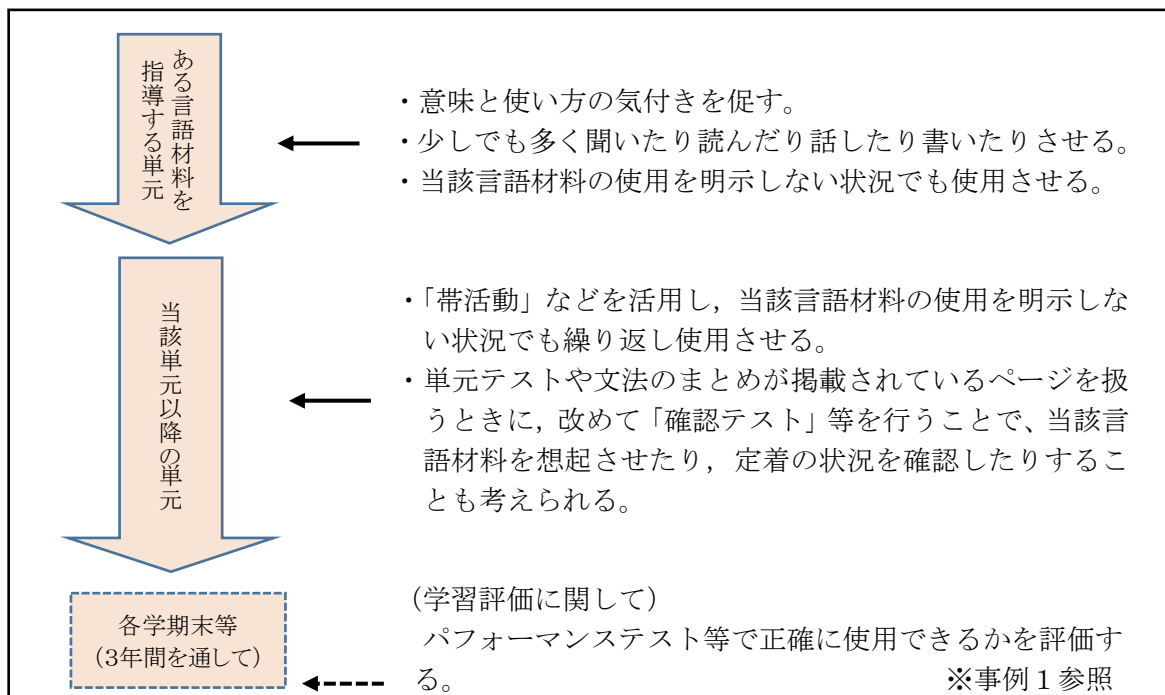 ある言語材料を
指導する単元
・意味と使い方の気付きを促す。
・少しでも多く聞いたり読んだり話したり書いたりさせる。
・当該言語材料の使用を明示しない状況でも使用させる。
当該単元以降の単元
・「帯活動」などを活用し，当該言語材料の使用を明示しな
い状況でも繰り返し使用させる。
・単元テストや文法のまとめが掲載されているページを扱
うときに，改めて「確認テスト」等を行うことで、当該言
語材料を想起させたり，定着の状況を確認したりするこ
とも考えられる。
各学期末等
（3年間を通して）
（学習評価に関して）
パフォーマンステスト等で正確に使用できるかを評価す
る。 ※事例１参照